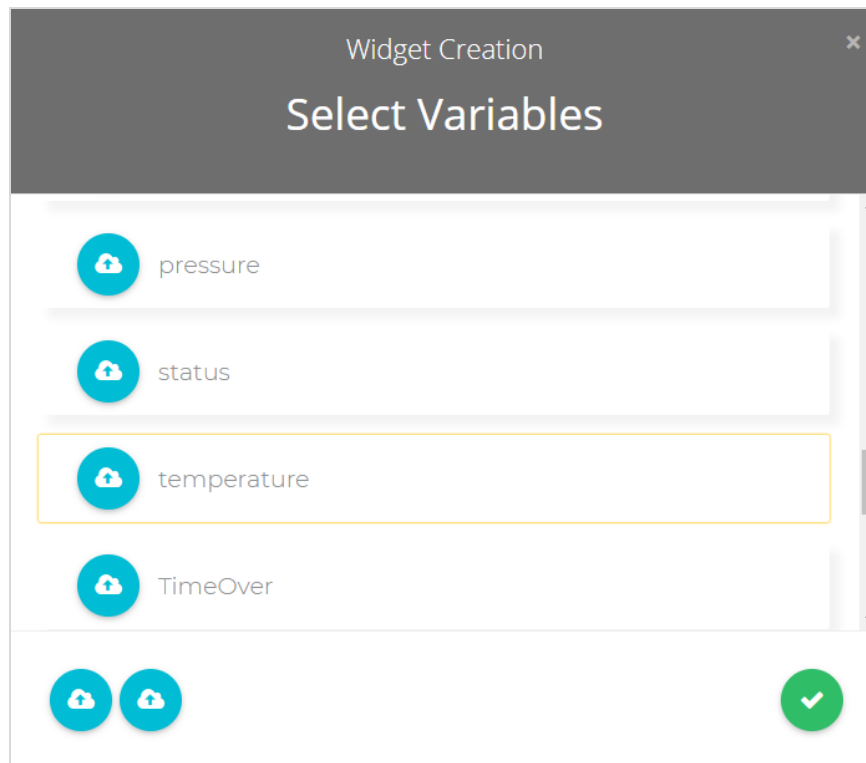 Widget Creation
×
Select Variables
pressure
status
temperature
TimeOver